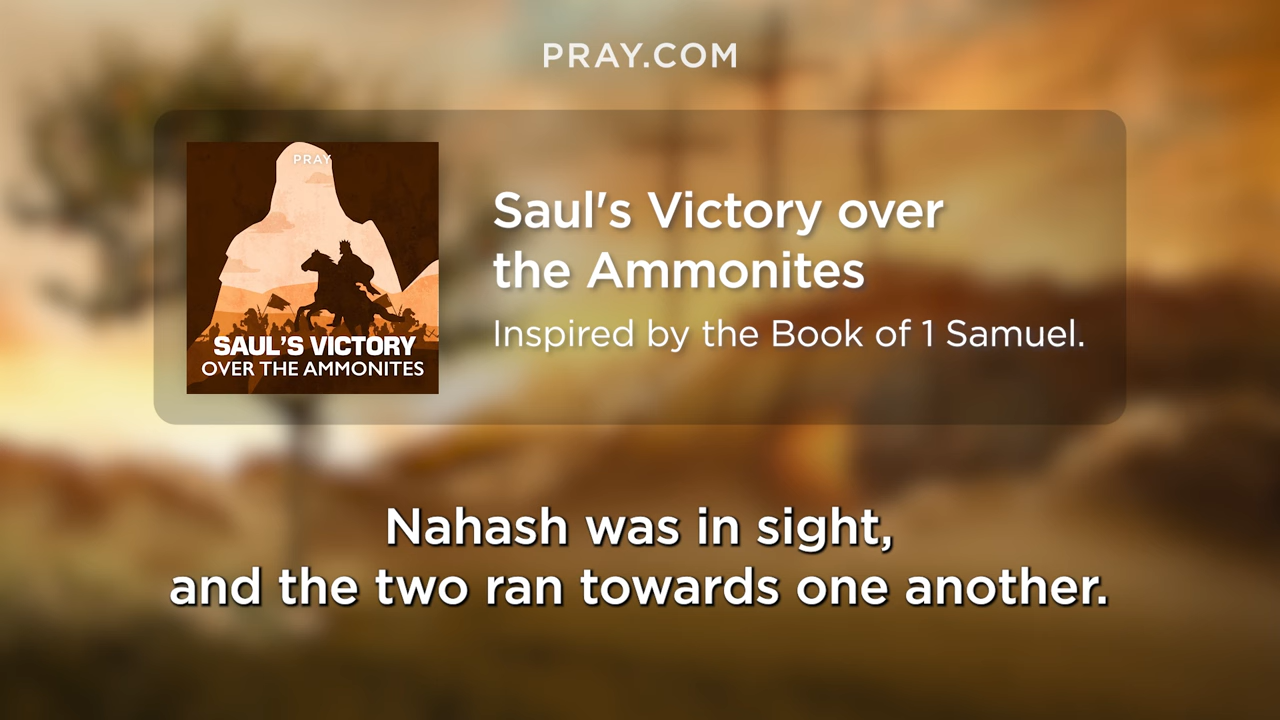 PRAY.COM
PRAY
SAUL'S VICTORY
OVER THE AMMONITES
Saul's Victory over
the Ammonites
Inspired by the Book of 1 Samuel.
Nahash was in sight,
and the two ran towards one another.